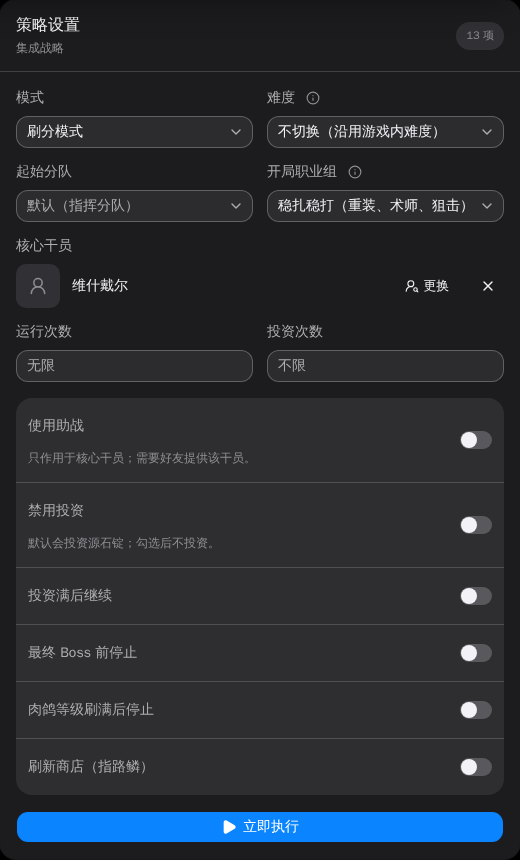 策略设置
集成战略
13 项
模式
难度
刷分模式
不切换（沿用游戏内难度）
起始分队
开局职业组
默认（指挥分队）
稳扎稳打（重装、术师、狙击）
核心干员
维什戴尔
更换
运行次数
投资次数
无限
不限
使用助战
只作用于核心干员；需要好友提供该干员。
禁用投资
默认会投资源石锭；勾选后不投资。
投资满后继续
最终 Boss 前停止
肉鸽等级刷满后停止
刷新商店（指路鳞）
立即执行